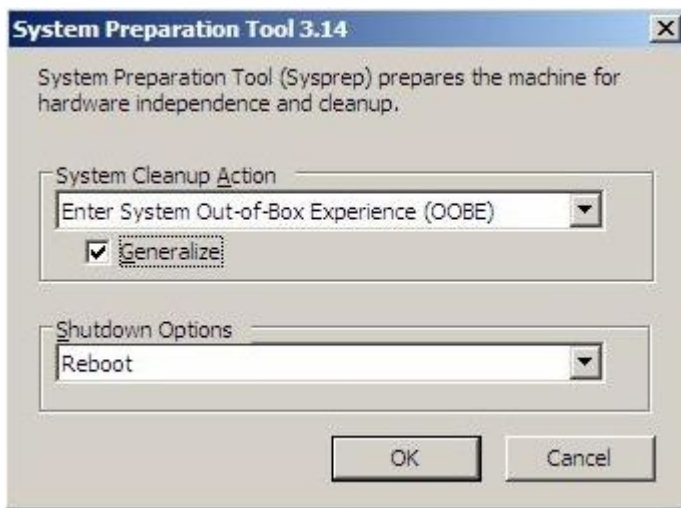 System Preparation Tool 3.14
System Preparation Tool (Sysprep) prepares the machine for
hardware independence and cleanup.
System Cleanup Action
Enter System Out-of-Box Experience (OOBE)
Generalize
Shutdown Options
Reboot
OK
Cancel